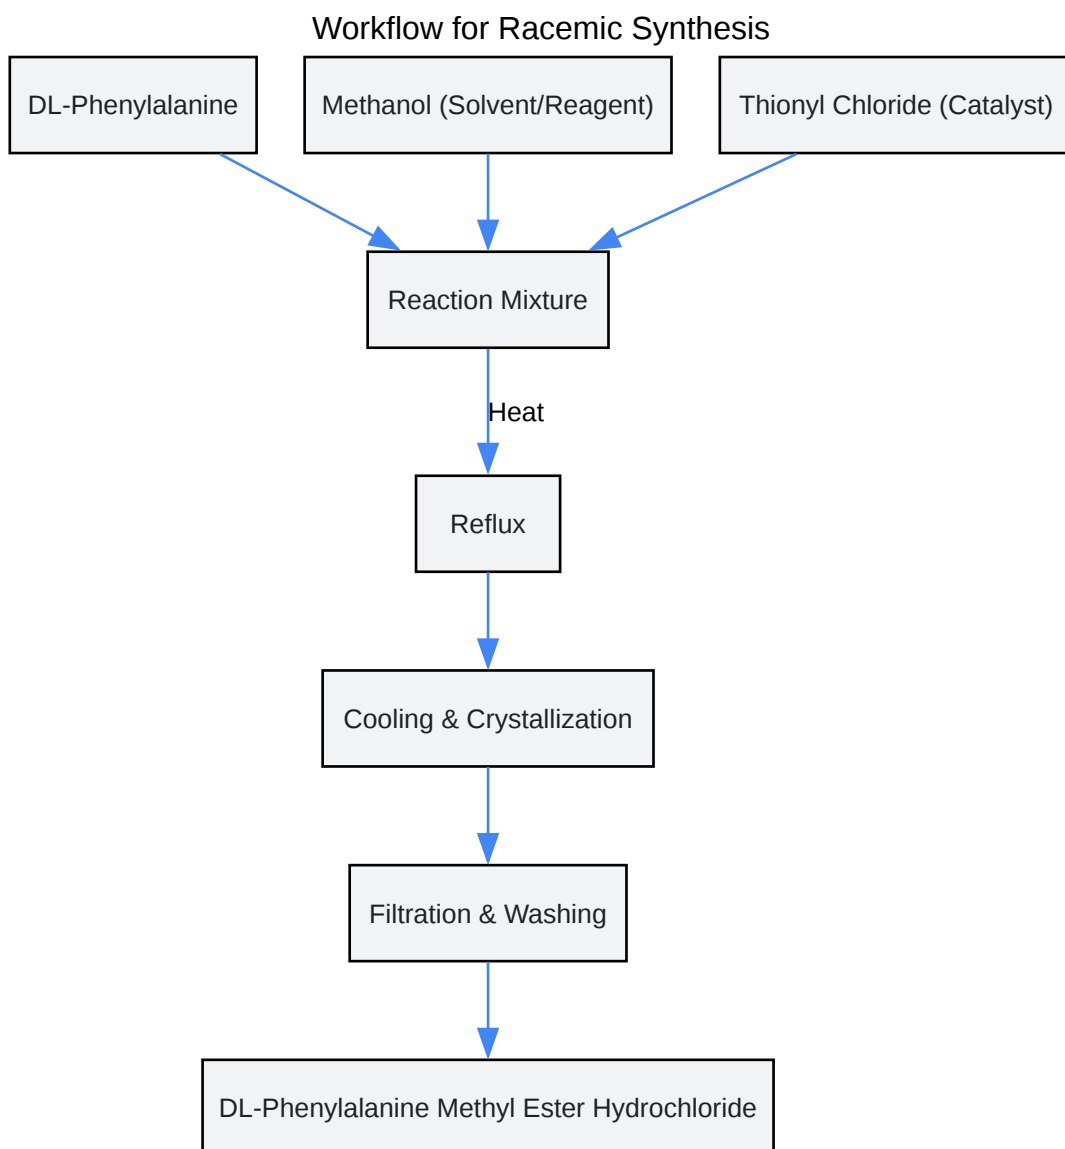 Workflow for Racemic Synthesis
DL-Phenylalanine
Methanol (Solvent/Reagent)
Thionyl Chloride (Catalyst)
Reaction Mixture
Heat
Reflux
Cooling & Crystallization
Filtration & Washing
DL-Phenylalanine Methyl Ester Hydrochloride